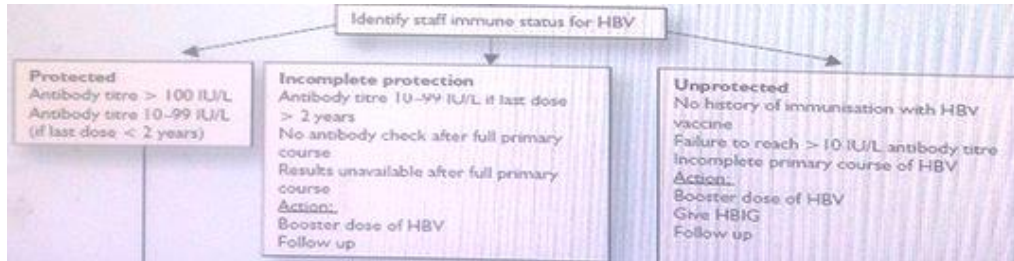 Identify staff immune status for HBV
Protected
Antibody titre > 100 IU/L
Antibody titre 10–99 IU/L
(if last dose < 2 years)
Incomplete protection
Antibody titre 10–99 IU/L if last dose
> 2 years
No antibody check after full primary
course
Results unavailable after full primary
course
Action:
Booster dose of HBV
Follow up
Unprotected
No history of immunisation with HBV
vaccine
Failure to reach > 10 IU/L antibody titre
Incomplete primary course of HBV
Action:
Booster dose of HBV
Give HBIG
Follow up